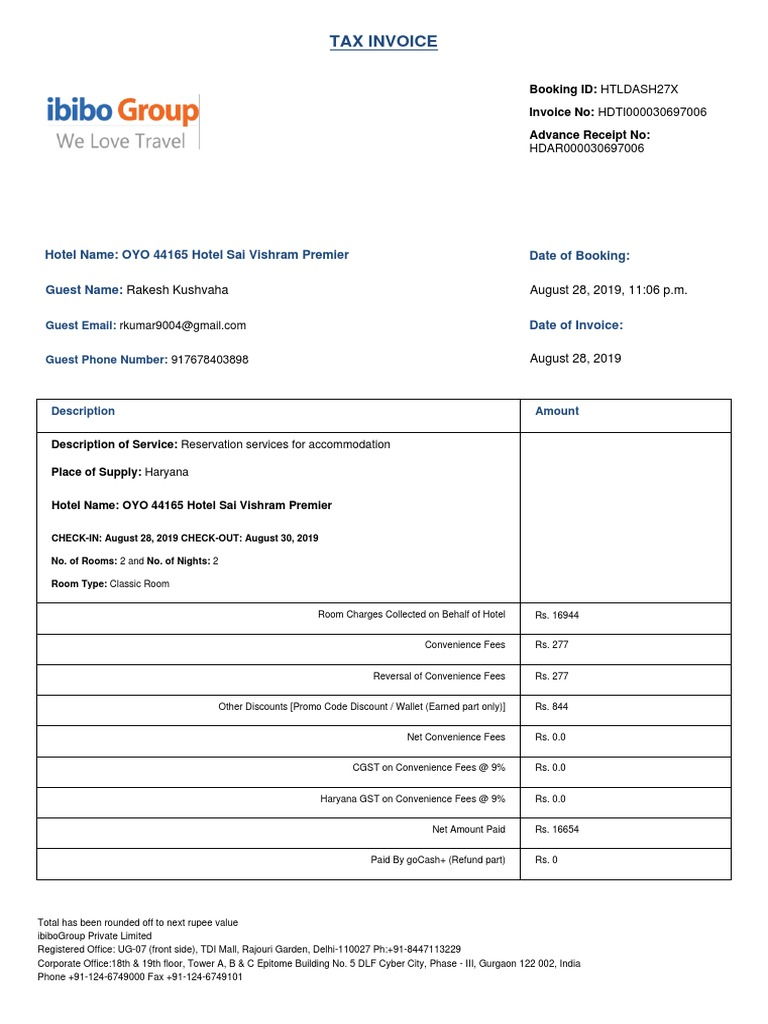 TAX INVOICE
ibibo Group
We Love Travel
Booking ID: HTLDASH27X
Invoice No: HDTI000030697006
Advance Receipt No:
HDAR000030697006
Hotel Name: OYO 44165 Hotel Sai Vishram Premier
Date of Booking:
Guest Name: Rakesh Kushvaha
August 28, 2019, 11:06 p.m.
Guest Email: rkumar9004@gmail.com
Date of Invoice:
Guest Phone Number: 917678403898
August 28, 2019
Description Amount
Description of Service: Reservation services for accommodation
Place of Supply: Haryana
Hotel Name: OYO 44165 Hotel Sai Vishram Premier
CHECK-IN: August 28, 2019 CHECK-OUT: August 30, 2019
No. of Rooms: 2 and No. of Nights: 2
Room Type: Classic Room
Room Charges Collected on Behalf of Hotel Rs. 16944
Convenience Fees Rs. 277
Reversal of Convenience Fees Rs. 277
Other Discounts [Promo Code Discount / Wallet (Earned part only)] Rs. 844
Net Convenience Fees Rs. 0.0
CGST on Convenience Fees @ 9% Rs. 0.0
Haryana GST on Convenience Fees @ 9% Rs. 0.0
Net Amount Paid Rs. 16654
Paid By goCash+ (Refund part) Rs. 0
Total has been rounded off to next rupee value
ibiboGroup Private Limited
Registered Office: UG-07 (front side), TDI Mall, Rajouri Garden, Delhi-110027 Ph:+91-8447113229
Corporate Office:18th & 19th floor, Tower A, B & C Epitome Building No. 5 DLF Cyber City, Phase - III, Gurgaon 122 002, India
Phone +91-124-6749000 Fax +91-124-6749101